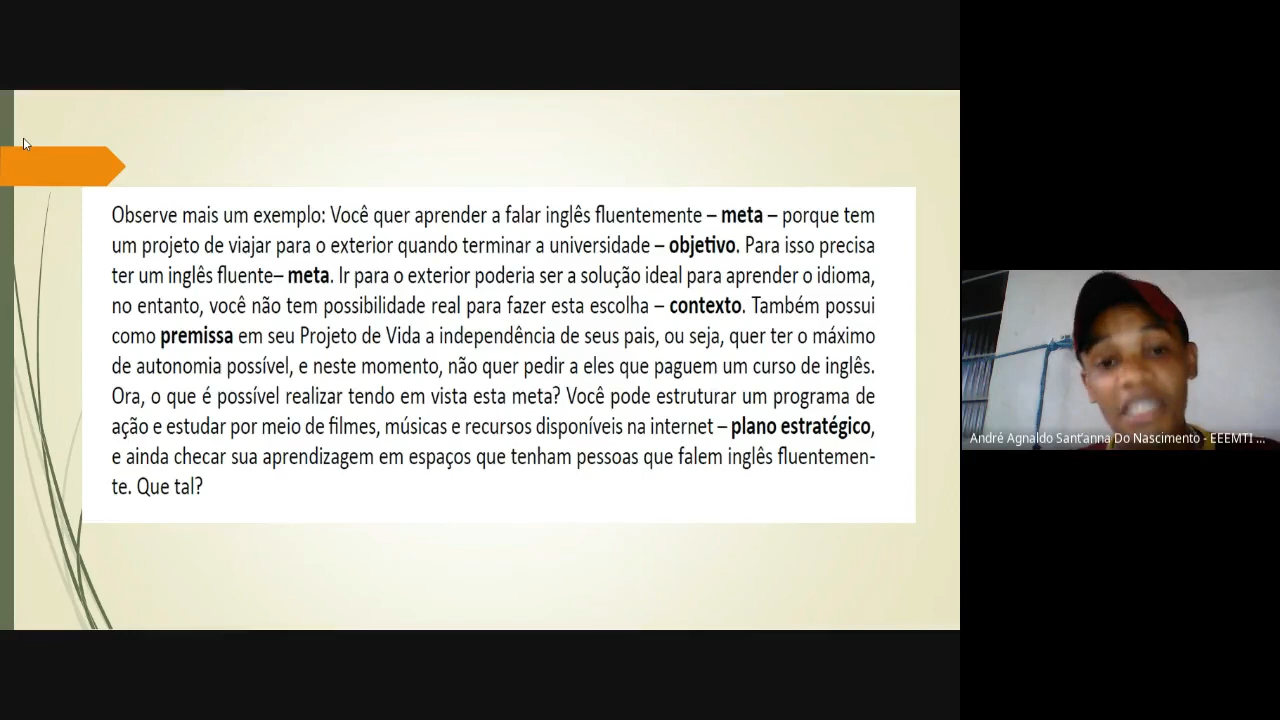 Observe mais um exemplo: Você quer aprender a falar inglês fluentemente – meta – porque tem
um projeto de viajar para o exterior quando terminar a universidade – objetivo. Para isso precisa
ter um inglês fluente– meta. Ir para o exterior poderia ser a solução ideal para aprender o idioma,
no entanto, você não tem possibilidade real para fazer esta escolha – contexto. Também possui
como premissa em seu Projeto de Vida a independência de seus pais, ou seja, quer ter o máximo
de autonomia possível, e neste momento, não quer pedir a eles que paguem um curso de inglês.
Ora, o que é possível realizar tendo em vista esta meta? Você pode estruturar um programa de
ação e estudar por meio de filmes, músicas e recursos disponíveis na internet – plano estratégico,
e ainda checar sua aprendizagem em espaços que tenham pessoas que falem inglês fluentemen-
te. Que tal?
André Agnaldo Sant'anna Do Nascimento - EEEMTI ...